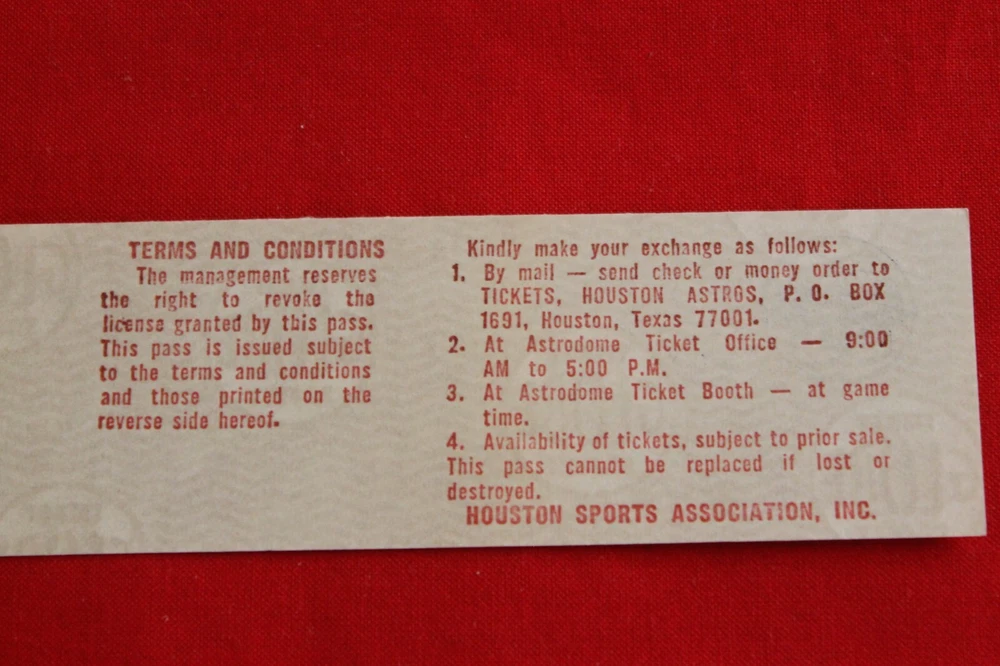 TERMS AND CONDITIONS
The management reserves
the right to revoke the
license granted by this pass.
This pass is issued subject
to the terms and conditions
and those printed on the
reverse side hereof.
Kindly make your exchange as follows:
1. By mail — send check or money order to
TICKETS, HOUSTON ASTROS, P. O. BOX
1691, Houston, Texas 77001.
2. At Astrodome Ticket Office — 9:00
AM to 5:00 P.M.
3. At Astrodome Ticket Booth — at game
time.
4. Availability of tickets, subject to prior sale.
This pass cannot be replaced if lost or
destroyed.
HOUSTON SPORTS ASSOCIATION, INC.